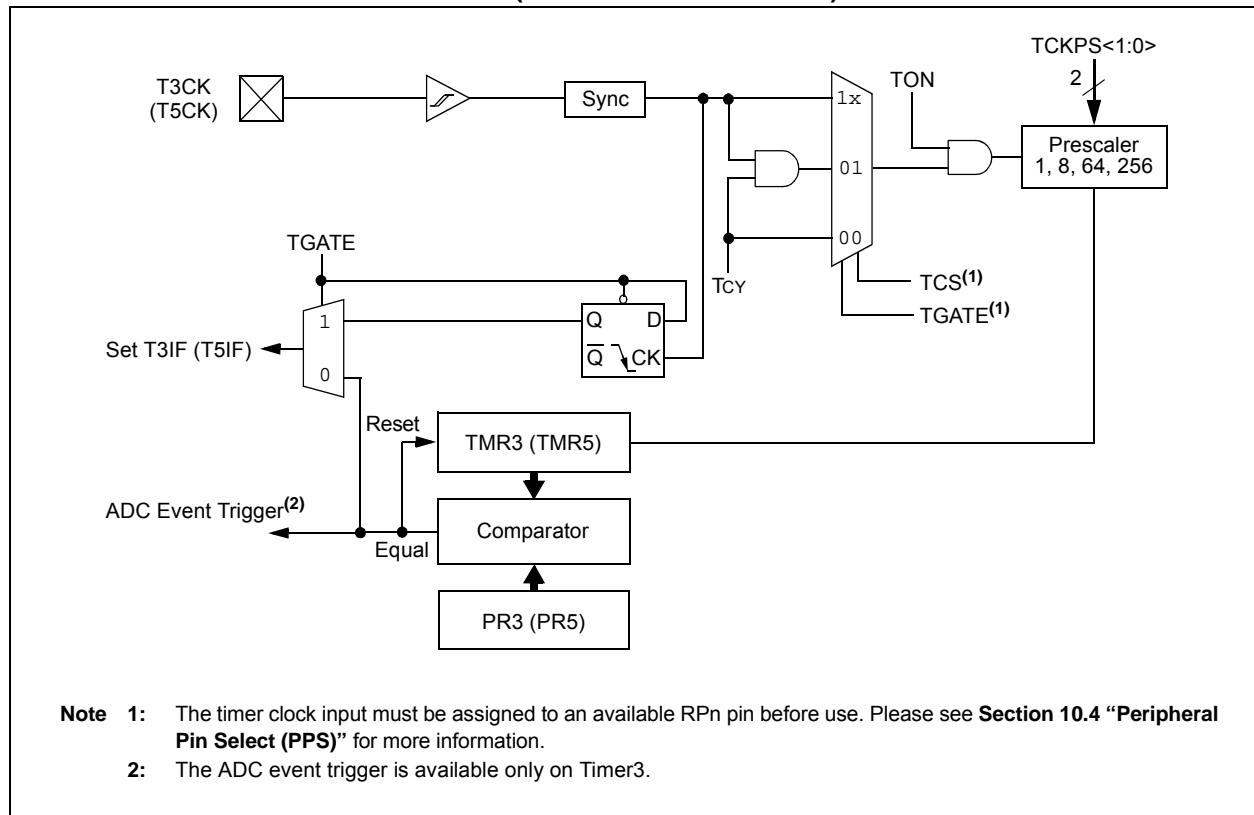 TCKPS<1:0>
T3CK
(T5CK)
Sync
1x
TON
2
Prescaler
1, 8, 64, 256
01
00
TCY
TCS(1)
TGATE(1)
TGATE
1
0
Q
D
Q
CK
Set T3IF (T5IF)
Reset
TMR3 (TMR5)
ADC Event Trigger(2)
Equal
Comparator
PR3 (PR5)
Note 1: The timer clock input must be assigned to an available RPn pin before use. Please see Section 10.4 “Peripheral
Pin Select (PPS)” for more information.
2: The ADC event trigger is available only on Timer3.